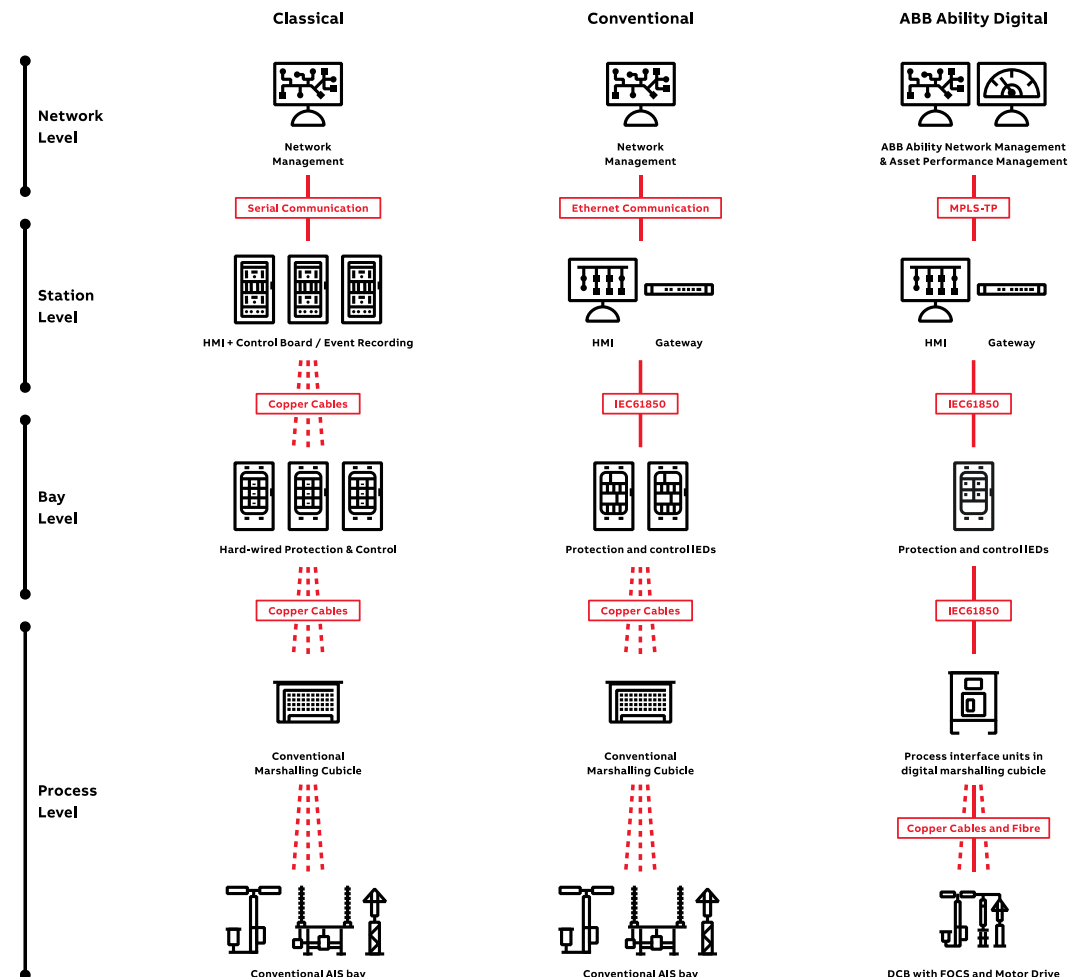 Classical
Conventional
ABB Ability Digital
Network
Level
Network
Management
Network
Management
ABB Ability Network Management
& Asset Performance Management
Serial Communication
Ethernet Communication
MPLS-TP
Station
Level
HMI + Control Board / Event Recording
HMI
Gateway
HMI
Gateway
Copper Cables
IEC61850
IEC61850
Bay
Level
Hard-wired Protection & Control
Protection and control IEDs
Protection and control IEDs
Copper Cables
Copper Cables
IEC61850
Process
Level
Conventional
Marshalling Cubicle
Conventional
Marshalling Cubicle
Process interface units in
digital marshalling cubicle
Copper Cables and Fibre
Conventional AIS bay
Conventional AIS bay
DCB with FOCS and Motor Drive